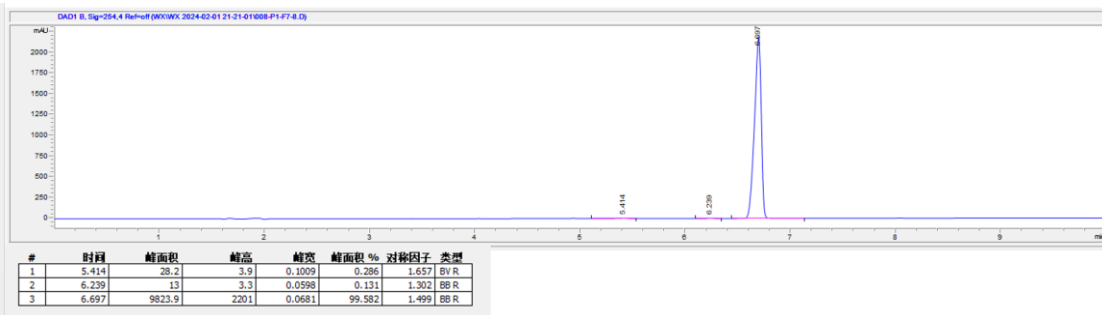 DAD1 B, Sig=254,4 Ref=off (WX\WX 2024-02-01 21-21-01\008-P1-F7-8.D)
mAU
2000
1750
1500
1250
1000
750
500
250
0
5.414
6.239
6.697
1 2 3 4 5 6 7 8 9
# 时间 峰面积 峰高 峰宽 峰面积 % 对称因子 类型
1 5.414 28.2 3.9 0.1009 0.286 1.657 BV R
2 6.239 13 3.3 0.0598 0.131 1.302 BB R
3 6.697 9823.9 2201 0.0681 99.582 1.499 BB R